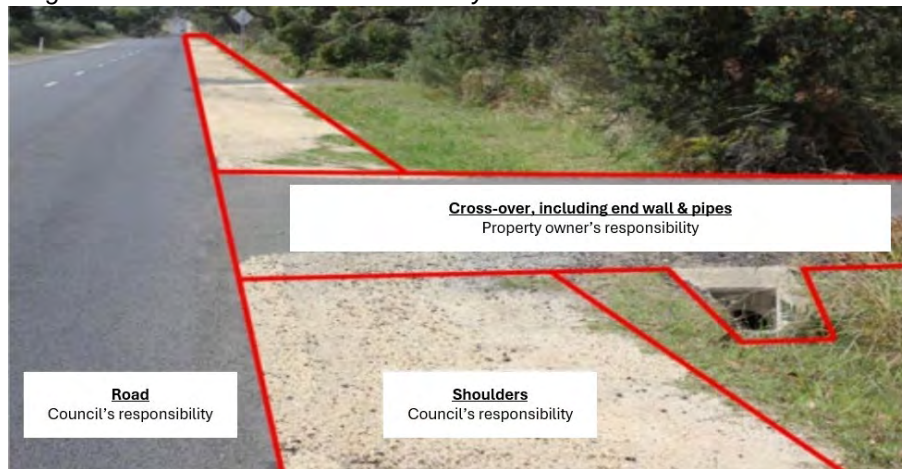 Cross-over, including end wall & pipes
Property owner's responsibility
Road
Council's responsibility
Shoulders
Council's responsibility